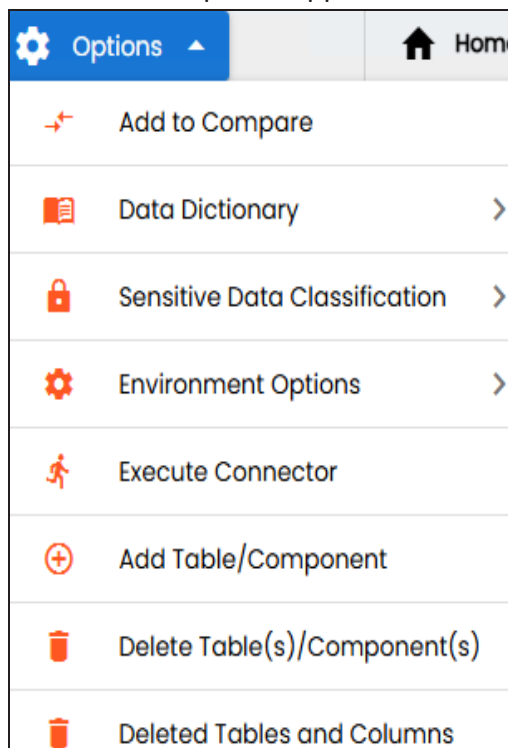 Options
Home
Add to Compare
Data Dictionary
Sensitive Data Classification
Environment Options
Execute Connector
Add Table/Component
Delete Table(s)/Component(s)
Deleted Tables and Columns